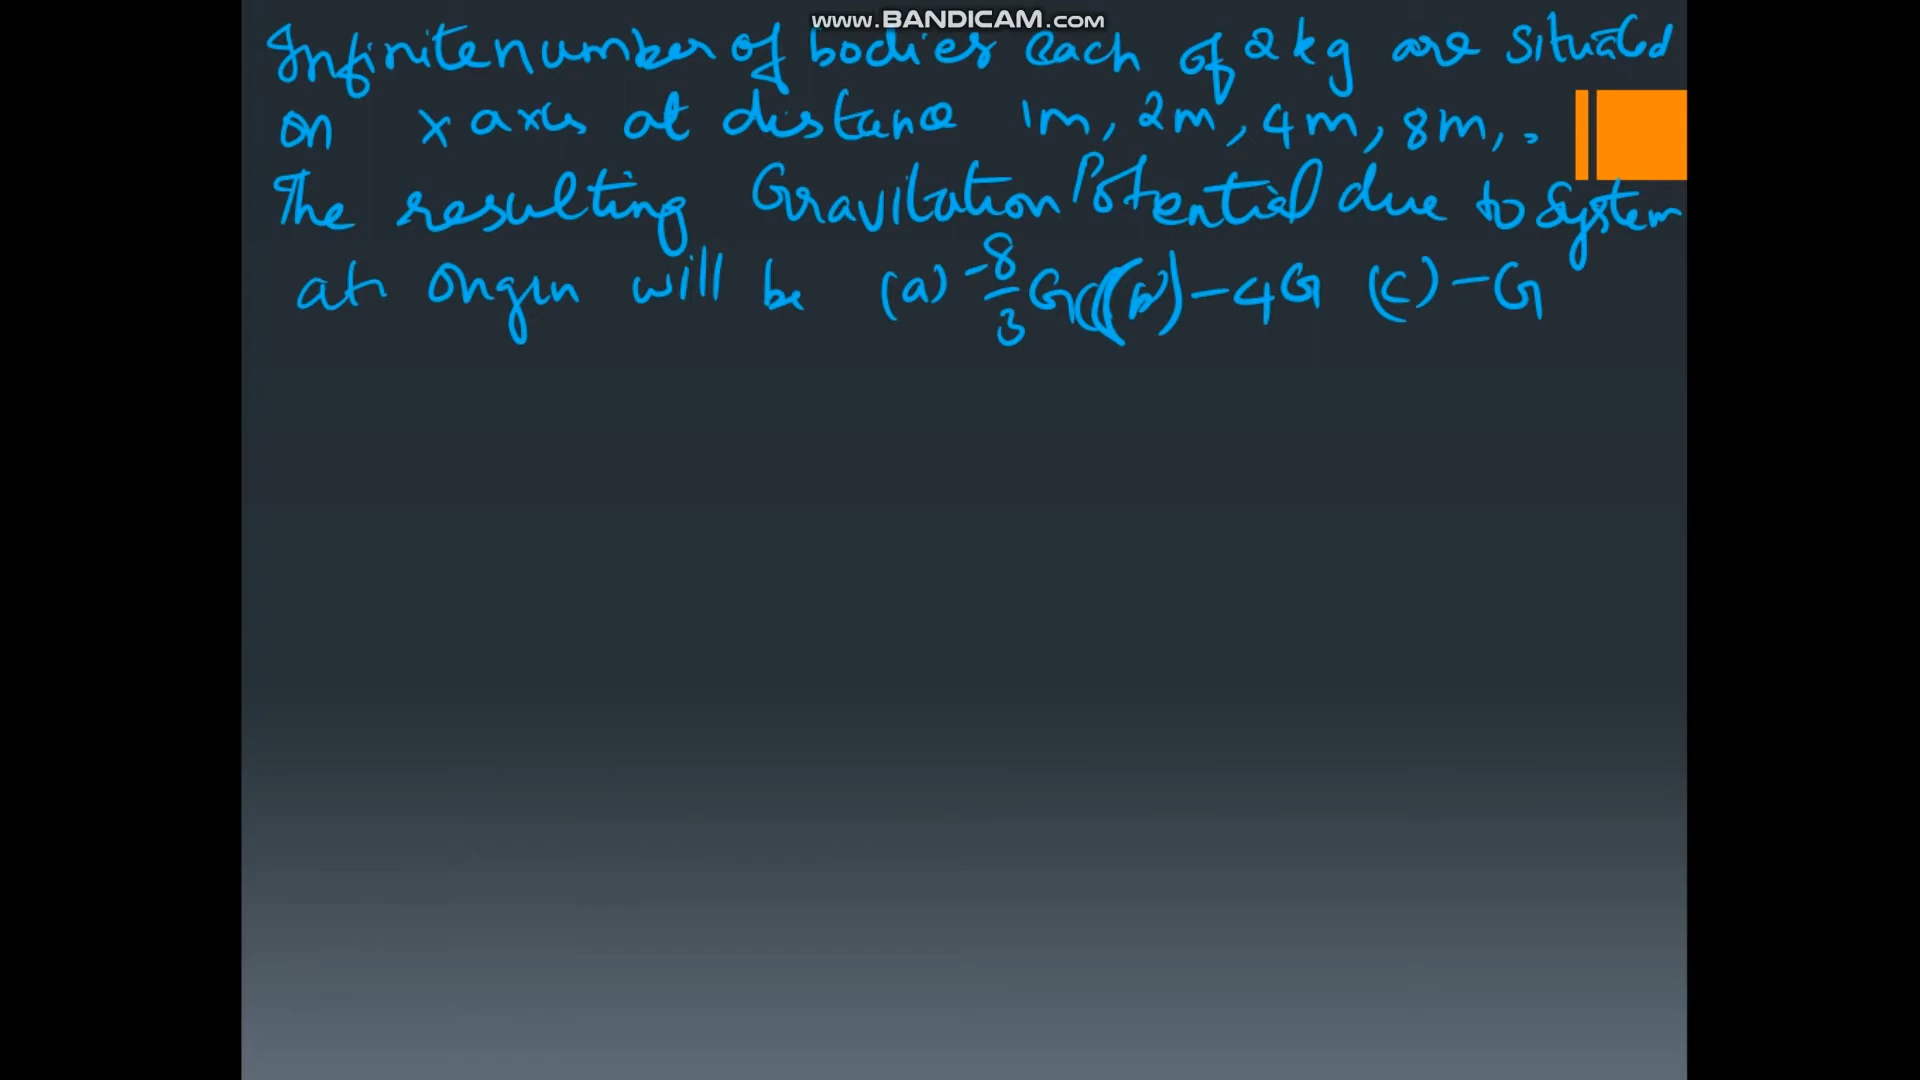 www.BANDICAM.com
Infinite number of bodies each of 2kg are situated
on x axis at distance 1m, 2m, 4m, 8m, .
The resulting Gravitation Potential due to System
at origin will be (a) -8/3 G (b) -4G (c) -G